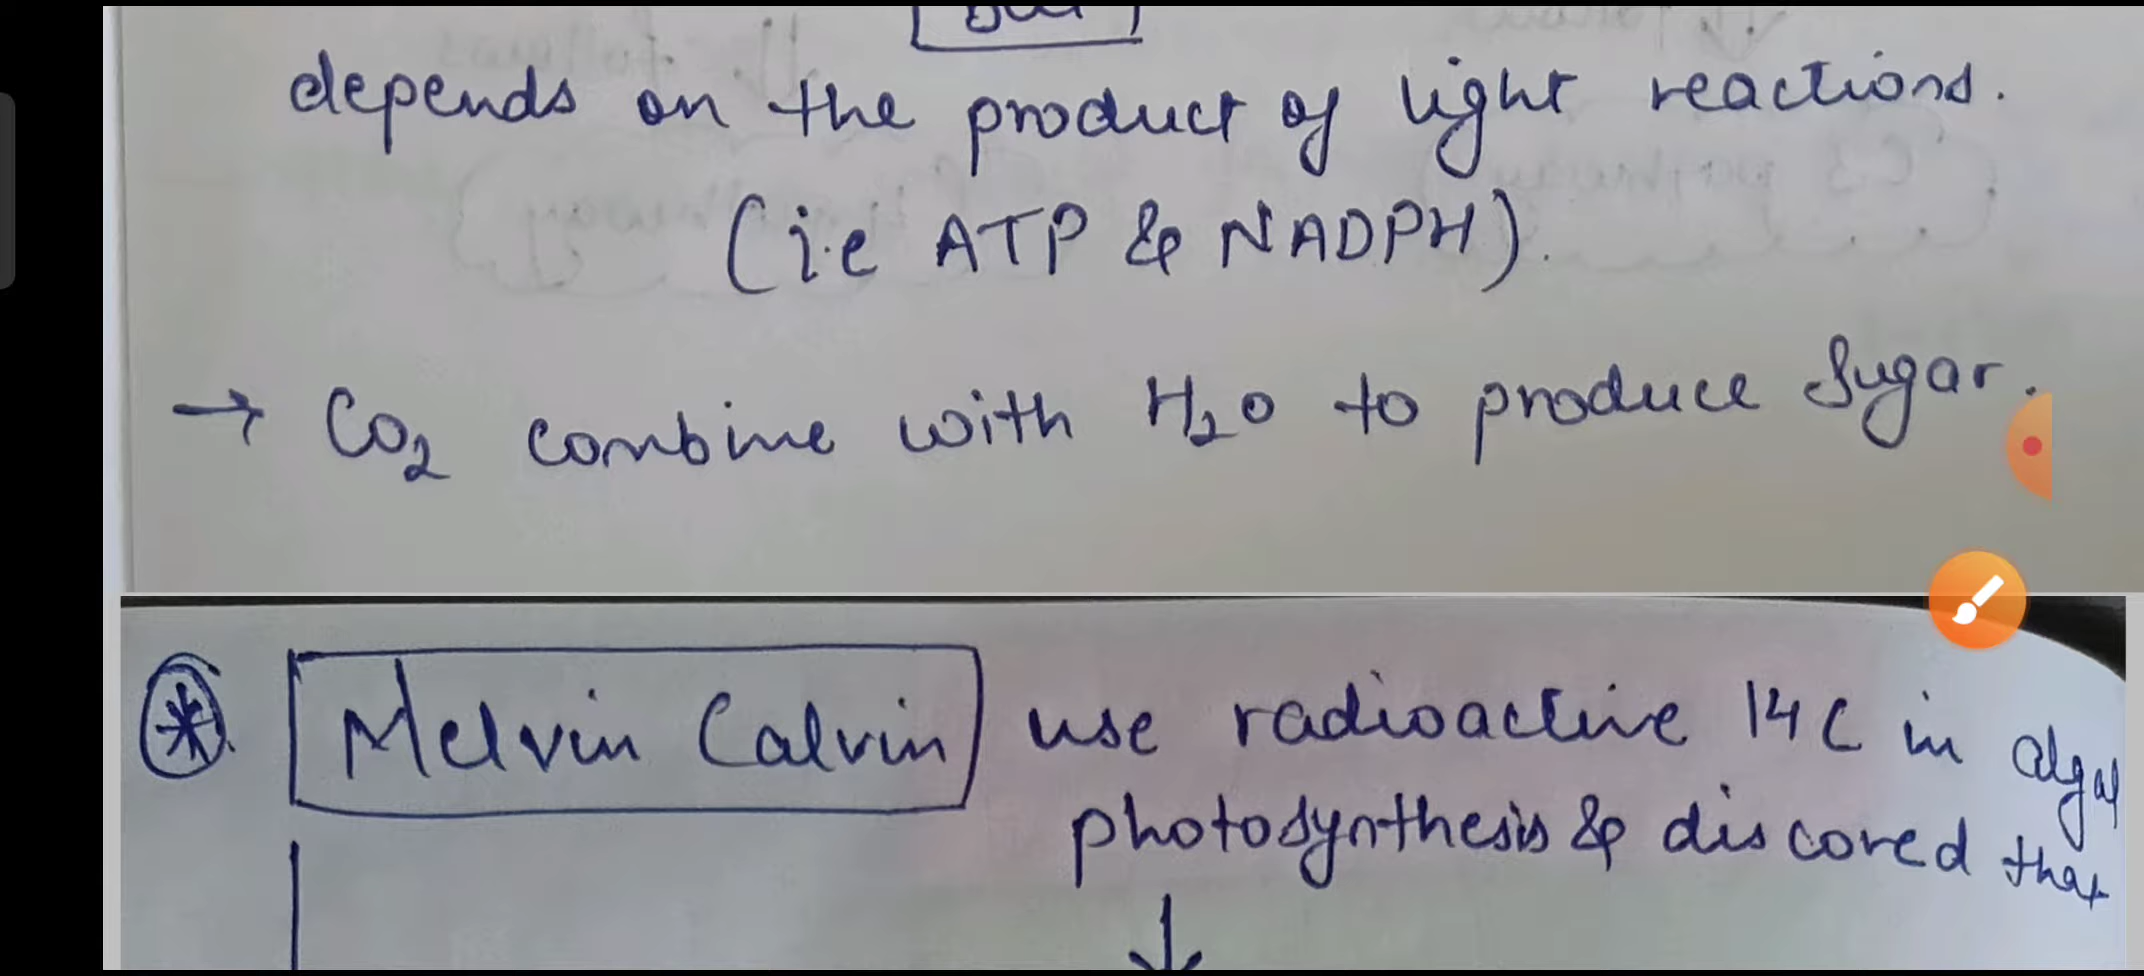 depends on the product of light reactions.
(i.e ATP & NADPH).
→ CO2 combine with H2O to produce Sugar.
Melvin Calvin use radioactive 14C in algal
photosynthesis & discored that